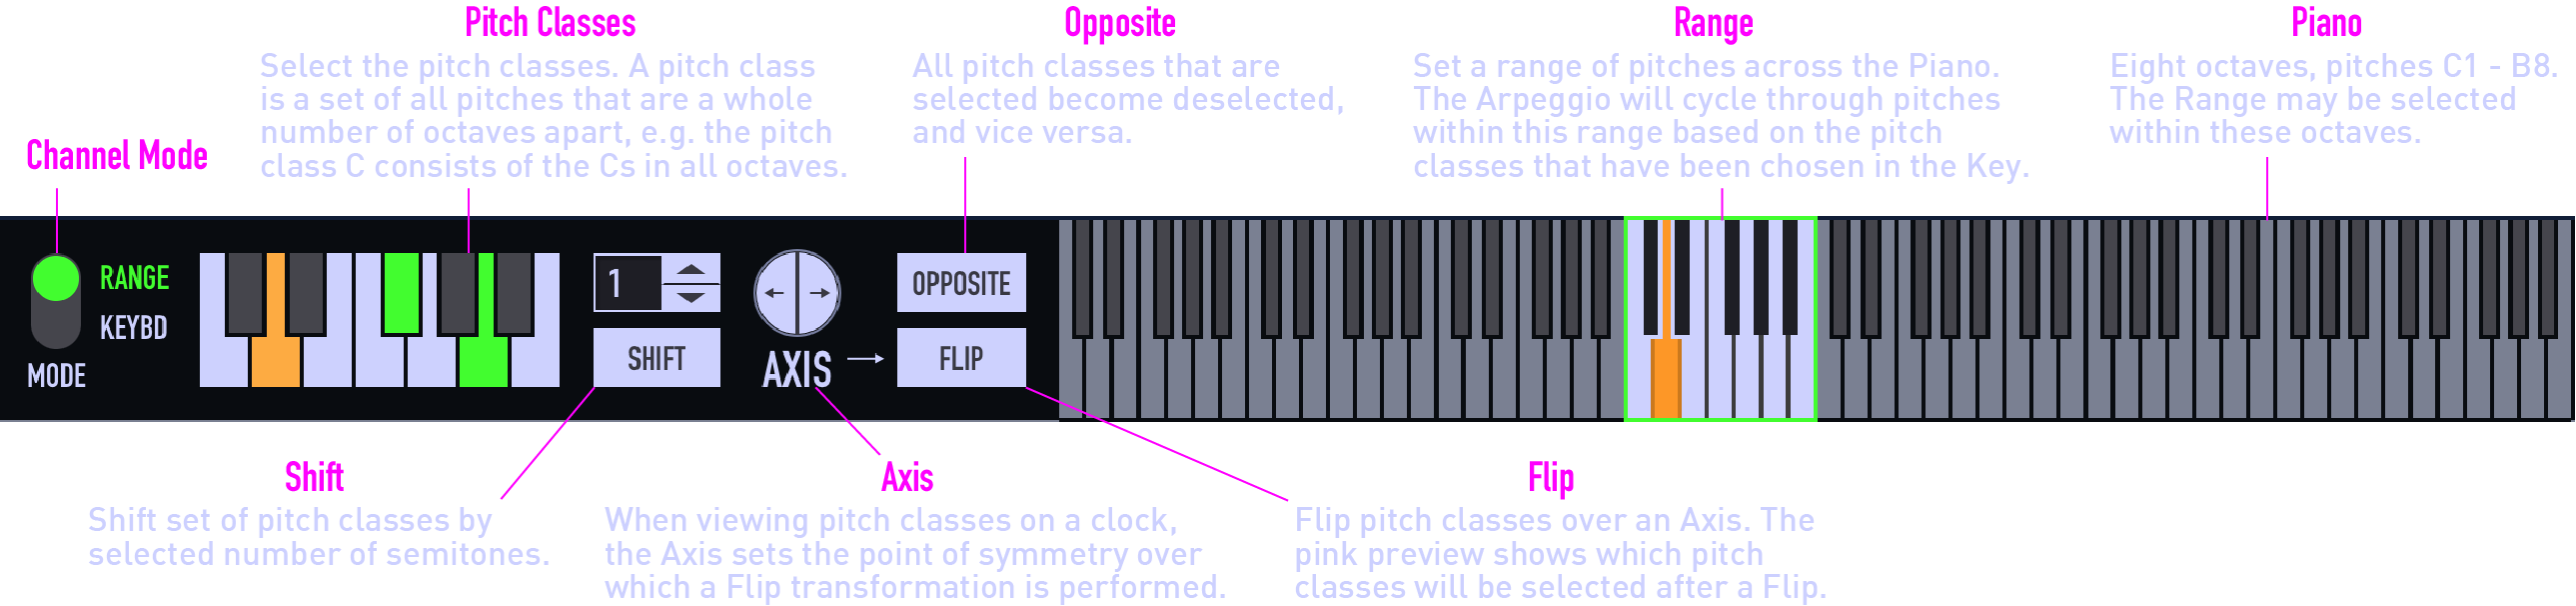 Pitch Classes
Select the pitch classes. A pitch class
is a set of all pitches that are a whole
number of octaves apart, e.g. the pitch
class C consists of the Cs in all octaves.
Opposite
All pitch classes that are
selected become deselected,
and vice versa.
Range
Set a range of pitches across the Piano.
The Arpeggio will cycle through pitches
within this range based on the pitch
classes that have been chosen in the Key.
Piano
Eight octaves, pitches C1 - B8.
The Range may be selected
within these octaves.
Channel Mode
RANGE
KEYBD
MODE
1
SHIFT
AXIS
OPPOSITE
FLIP
Shift
Shift set of pitch classes by
selected number of semitones.
Axis
When viewing pitch classes on a clock,
the Axis sets the point of symmetry over
which a Flip transformation is performed.
Flip
Flip pitch classes over an Axis. The
pink preview shows which pitch
classes will be selected after a Flip.